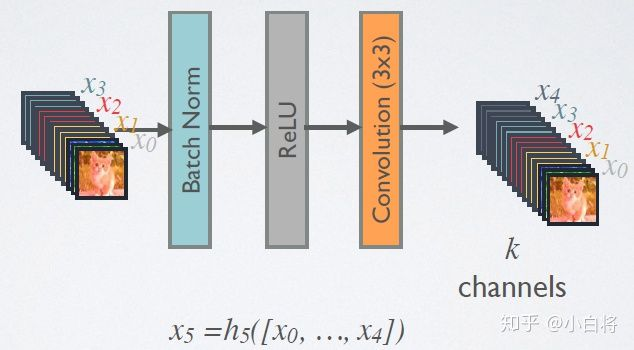 x3
x2
x1
x0
Batch Norm
ReLU
Convolution (3x3)
x4
x3
x2
x1
x0
k
channels
x5 =h5([x0, ..., x4])
知乎 @小白将